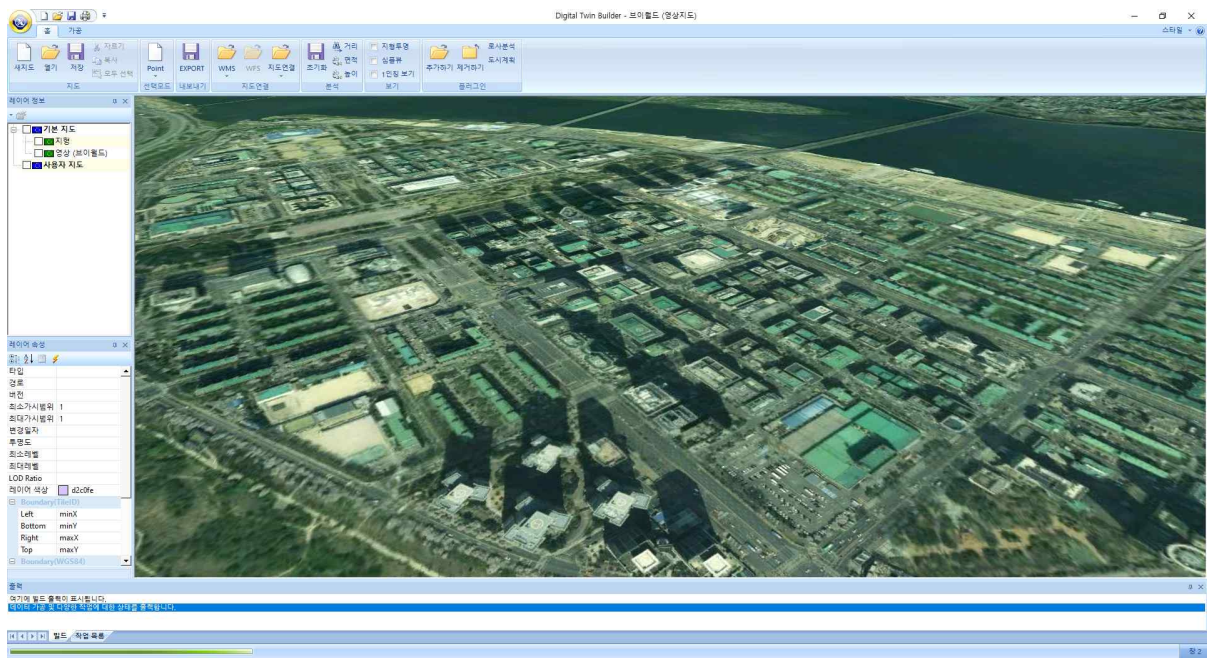 Digital Twin Builder - 브이월드 (영상지도)
홈 가공 스타일
새지도 열기 저장 자르기 복사 모두 선택 지도
Point 선택모드
EXPORT 내보내기
WMS WFS 지도연결 지도연결
초기화 거리 면적 높이 분석
지형투명 심플뷰 1인칭 보기 보기
추가하기 제거하기 로사분석 도시계획 플러그인
레이어 정보
기본 지도
지형
영상 (브이월드)
사용자 지도
레이어 속성
타입
경로
버전
최소가시범위 1
최대가시범위 1
변경일자
투명도
최소레벨
최대레벨
LOD Ratio
레이어 색상 d2c0fe
Boundary(TileID)
Left minX
Bottom minY
Right maxX
Top maxY
Boundary(WGS84)
출력
여기에 빌드 출력이 표시됩니다.
데이터 가공 및 다양한 작업에 대한 상태를 출력합니다.
빌드 작업 목록
창 2